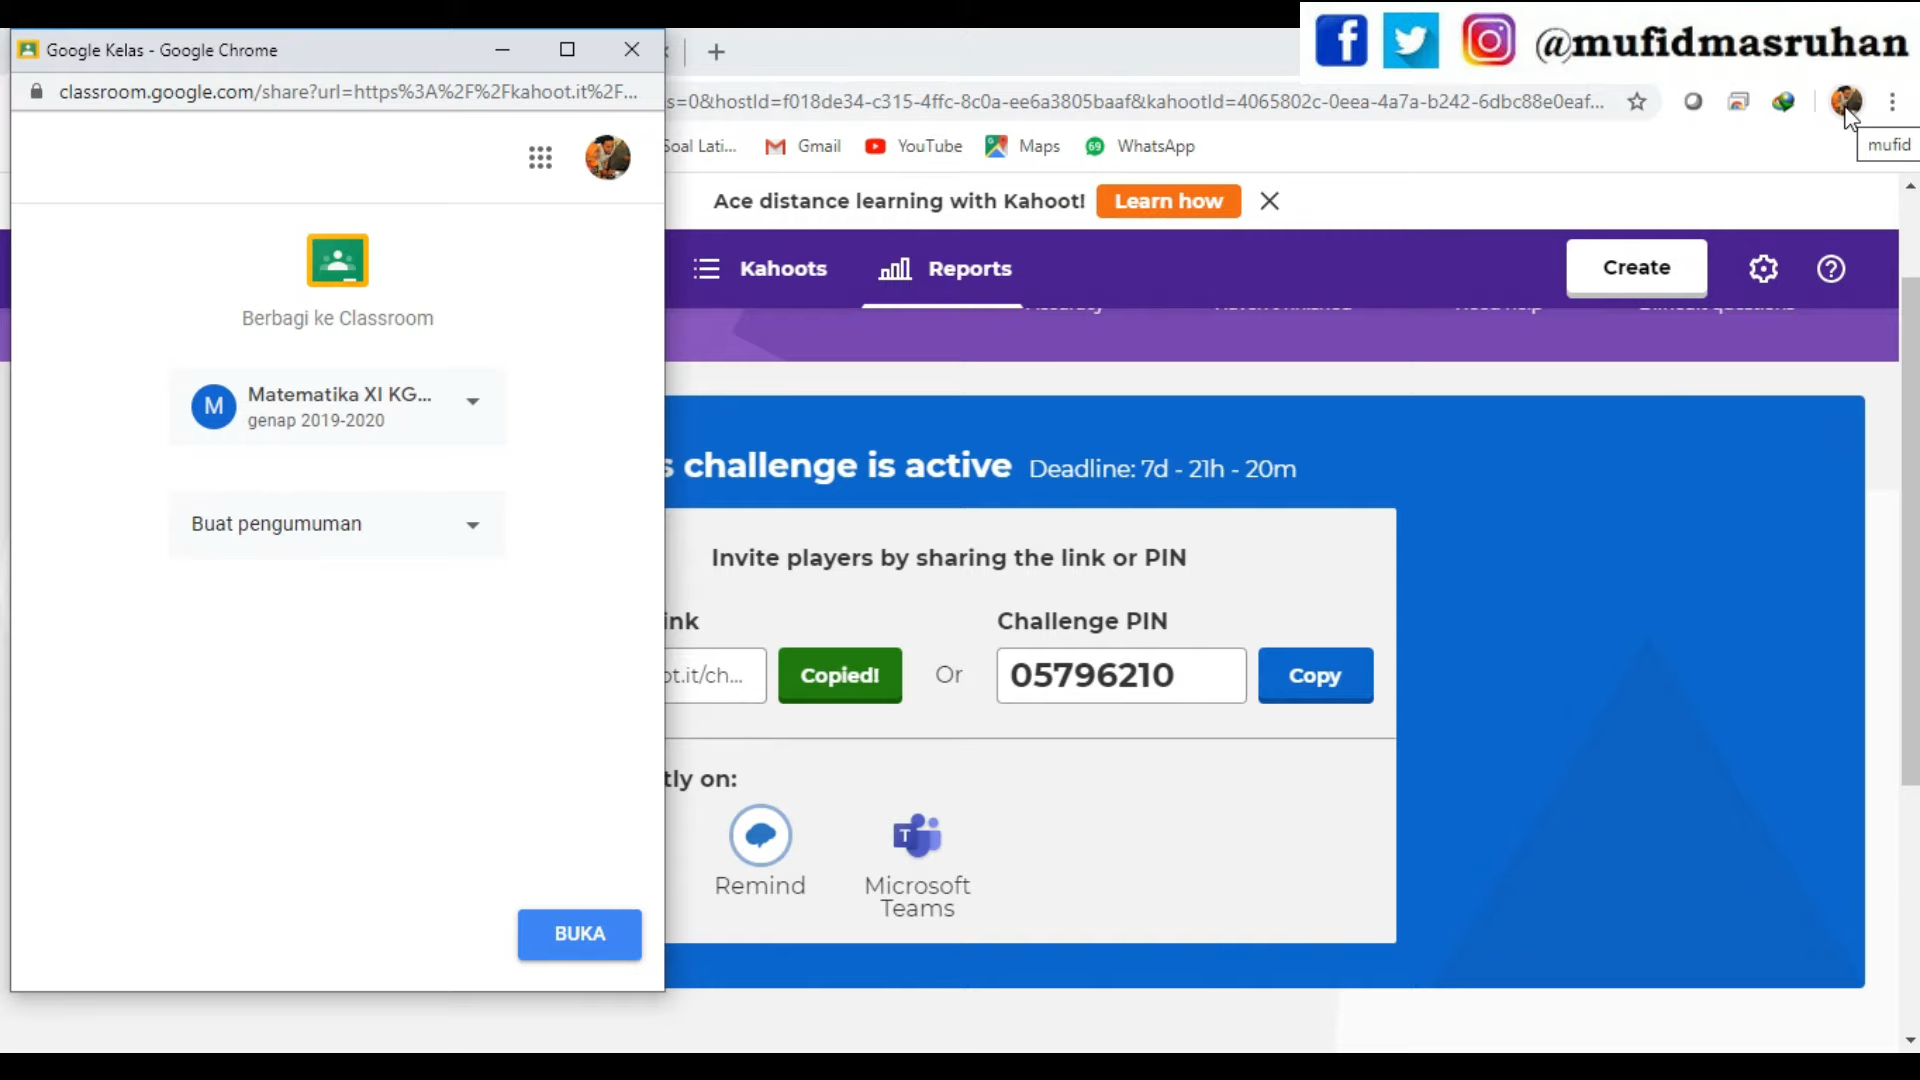 @mufidmasruhan
Google Kelas - Google Chrome
classroom.google.com/share?url=https%3A%2F%2Fkahoot.it%2F...
s=0&hostId=f018de34-c315-4ffc-8c0a-ee6a3805baaf&kahootId=4065802c-0eea-4a7a-b242-6dbc88e0eaf...
mufid
Soal Lati...
Gmail
YouTube
69
WhatsApp
Maps
Ace distance learning with Kahoot!
Learn how
Kahoots
Reports
Create
Berbagi ke Classroom
M
Matematika XI KG...
genap 2019-2020
Buat pengumuman
BUKA
s challenge is active Deadline: 7d - 21h - 20m
Invite players by sharing the link or PIN
ink
Challenge PIN
ot.it/ch...
Copied!
Or
05796210
Copy
tly on:
T
Remind
Microsoft
Teams